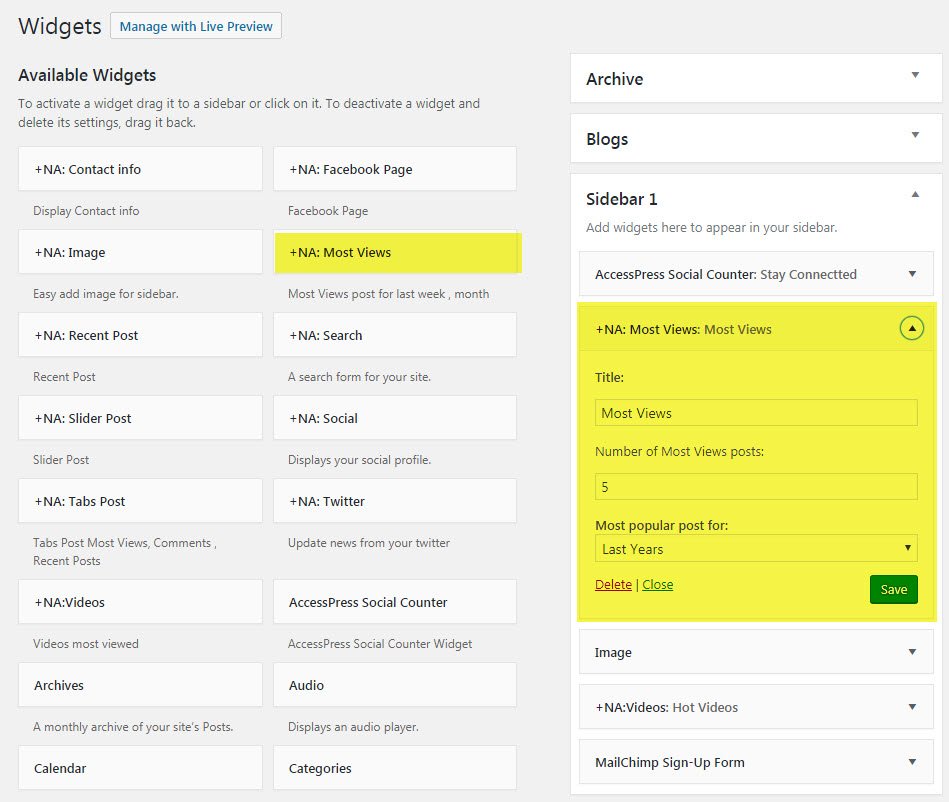 Widgets
Manage with Live Preview
Available Widgets
To activate a widget drag it to a sidebar or click on it. To deactivate a widget and
delete its settings, drag it back.
+NA: Contact info
+NA: Facebook Page
Display Contact info
Facebook Page
+NA: Image
+NA: Most Views
Easy add image for sidebar.
Most Views post for last week , month
+NA: Recent Post
+NA: Search
Recent Post
A search form for your site.
+NA: Slider Post
+NA: Social
Slider Post
Displays your social profile.
+NA: Tabs Post
+NA: Twitter
Tabs Post Most Views, Comments ,
Recent Posts
Update news from your twitter
+NA:Videos
AccessPress Social Counter
Videos most viewed
AccessPress Social Counter Widget
Archives
Audio
A monthly archive of your site's Posts.
Displays an audio player.
Calendar
Categories
Archive
Blogs
Sidebar 1
Add widgets here to appear in your sidebar.
AccessPress Social Counter: Stay Connectted
+NA: Most Views: Most Views
Title:
Most Views
Number of Most Views posts:
5
Most popular post for:
Last Years
Delete | Close
Save
Image
+NA:Videos: Hot Videos
MailChimp Sign-Up Form